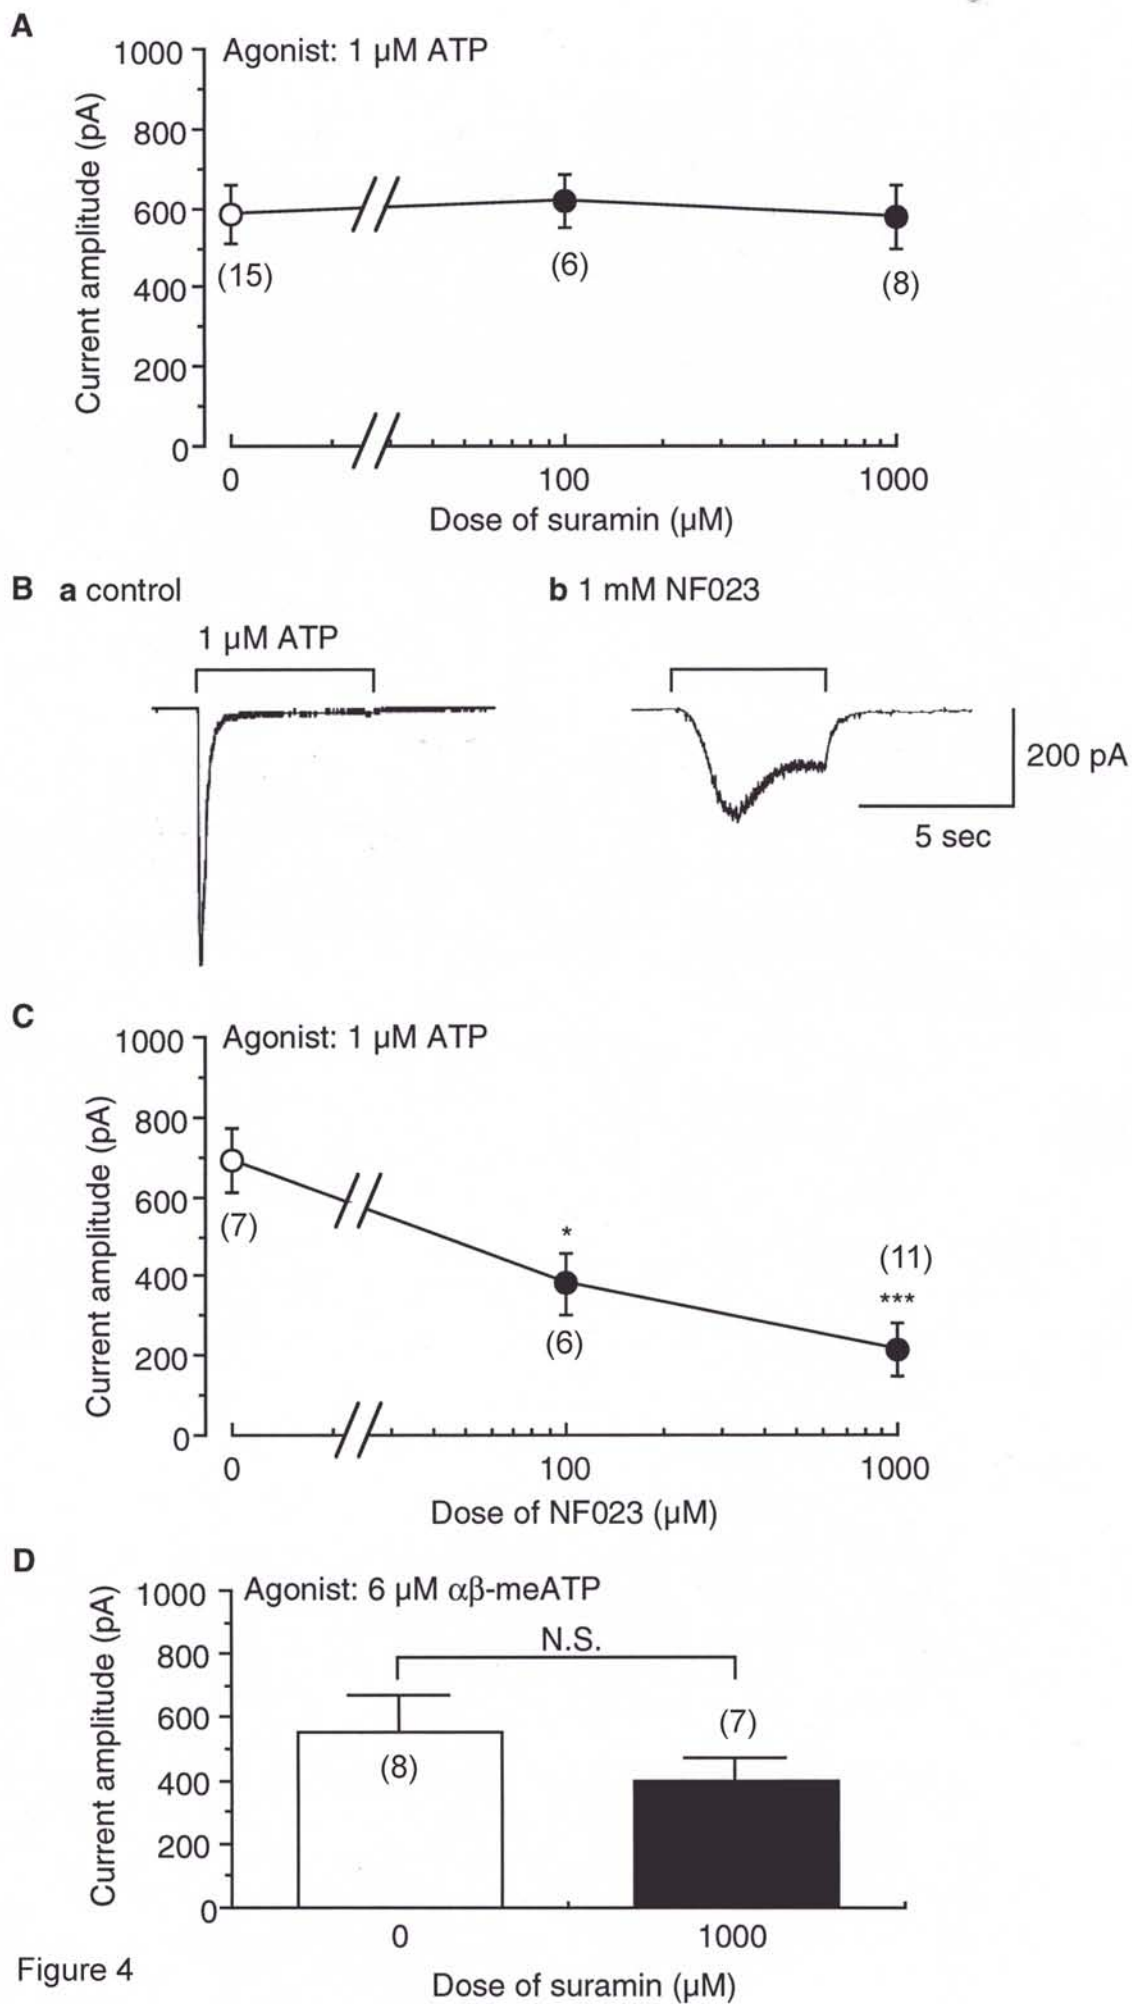 A
Agonist: 1 µM ATP
Current amplitude (pA)
1000
800
600
400
200
0
(15)
(6)
(8)
0 100 1000
Dose of suramin (µM)
B a control
b 1 mM NF023
1 µM ATP
200 pA
5 sec
C
Agonist: 1 µM ATP
Current amplitude (pA)
1000
800
600
400
200
0
(7)
*
(6)
(11)
***
0 100 1000
Dose of NF023 (µM)
D
Agonist: 6 µM αβ-meATP
Current amplitude (pA)
1000
800
600
400
200
0
N.S.
(8)
(7)
0 1000
Dose of suramin (µM)
Figure 4